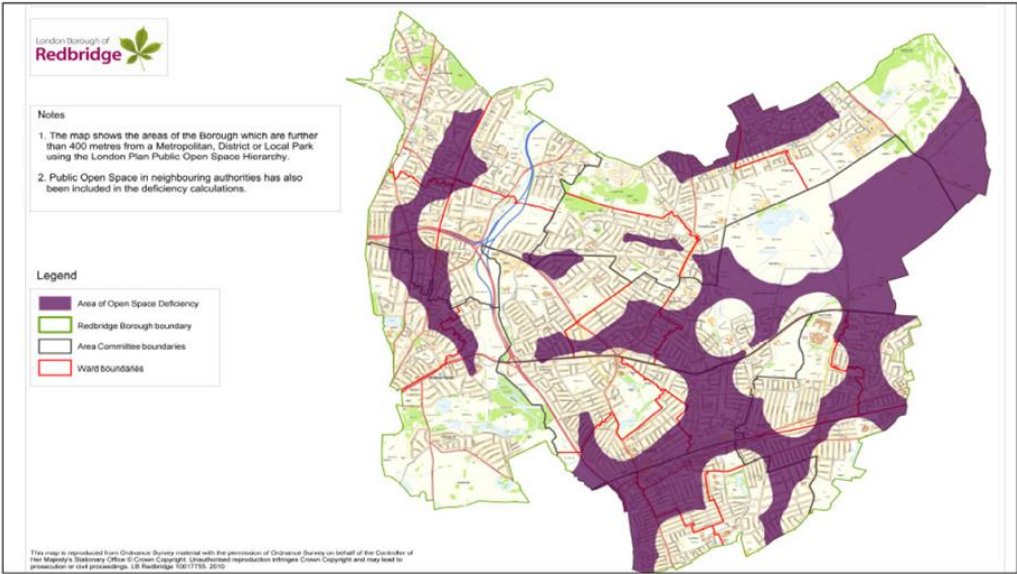 London Borough of
Redbridge
Notes
1. The map shows the areas of the Borough which are further
than 400 metres from a Metropolitan, District or Local Park
using the London Plan Public Open Space Hierarchy.
2. Public Open Space in neighbouring authorities has also
been included in the deficiency calculations.
Legend
Area of Open Space Deficiency
Redbridge Borough boundary
Area Committee boundaries
Ward boundaries
This map is reproduced from Ordnance Survey material with the permission of Ordnance Survey on behalf of the Controller of
Her Majesty's Stationary Office © Crown Copyright. Unauthorised reproduction infringes Crown Copyright and may lead to
prosecution or civil proceedings. LB Redbridge 10017755. 2010